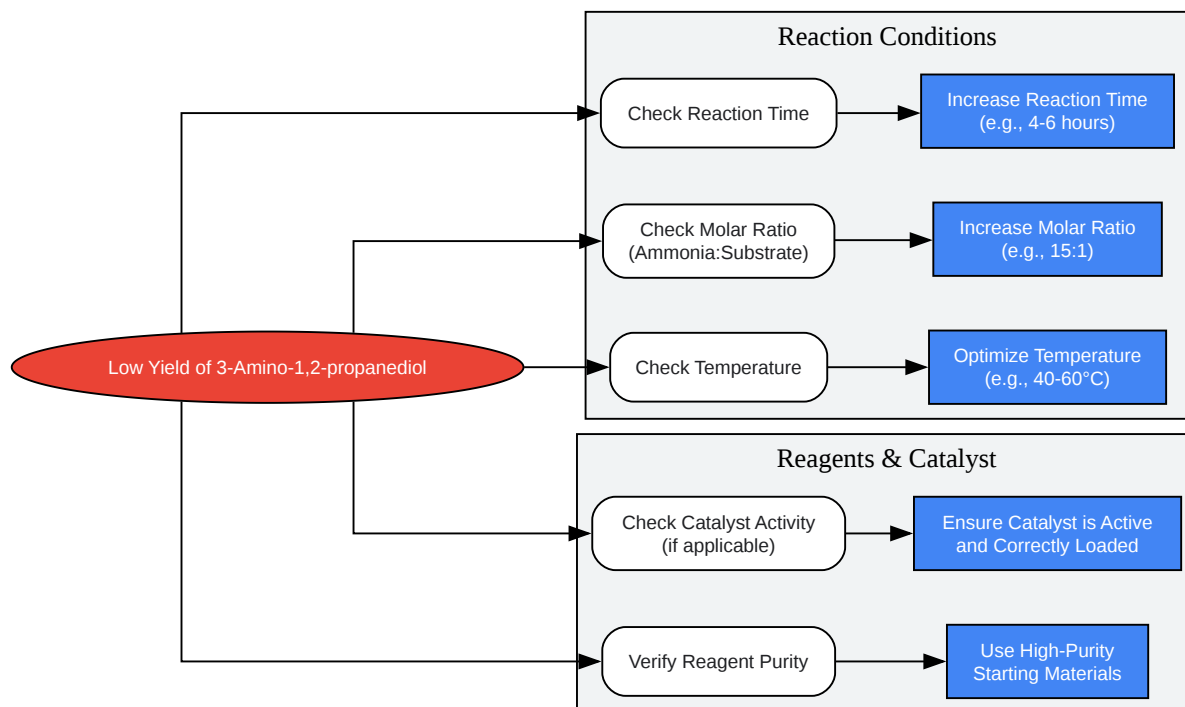 Reaction Conditions
Check Reaction Time
Increase Reaction Time
(e.g., 4-6 hours)
Check Molar Ratio
(Ammonia:Substrate)
Increase Molar Ratio
(e.g., 15:1)
Low Yield of 3-Amino-1,2-propanediol
Check Temperature
Optimize Temperature
(e.g., 40-60°C)
Reagents & Catalyst
Check Catalyst Activity
(if applicable)
Ensure Catalyst is Active
and Correctly Loaded
Verify Reagent Purity
Use High-Purity
Starting Materials